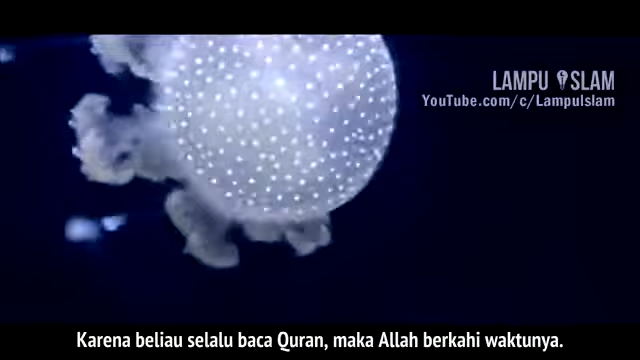 LAMPU ISLAM
YouTube.com/c/LampuIslam
Karena beliau selalu baca Quran, maka Allah berkahi waktunya.